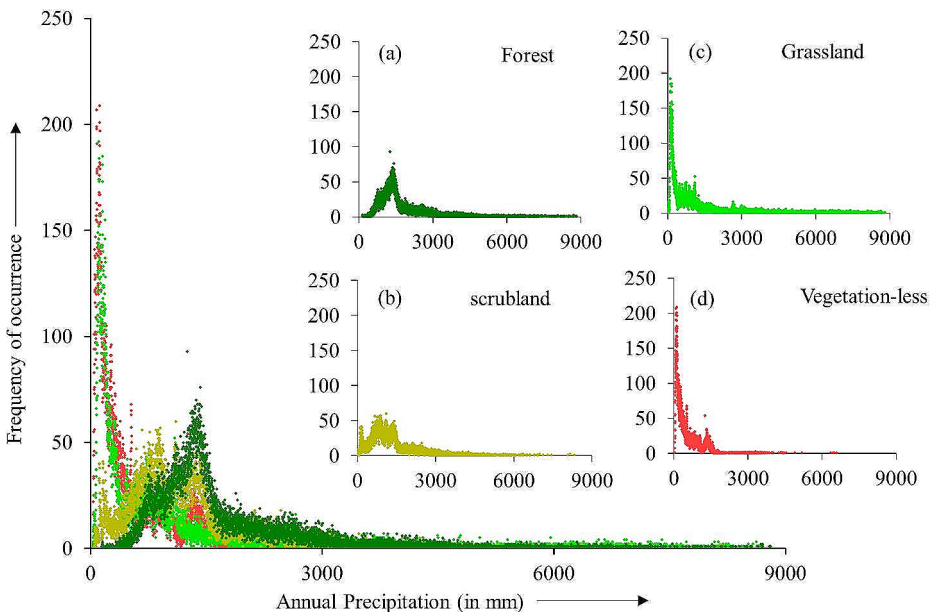 250
200
150
100
50
0
0 3000 6000 9000
Frequency of occurrence
Annual Precipitation (in mm)
(a) Forest
250
200
150
100
50
0
0 3000 6000 9000
(c) Grassland
250
200
150
100
50
0
0 3000 6000 9000
(b) scrubland
250
200
150
100
50
0
0 3000 6000 9000
(d) Vegetation-less
250
200
150
100
50
0
0 3000 6000 9000